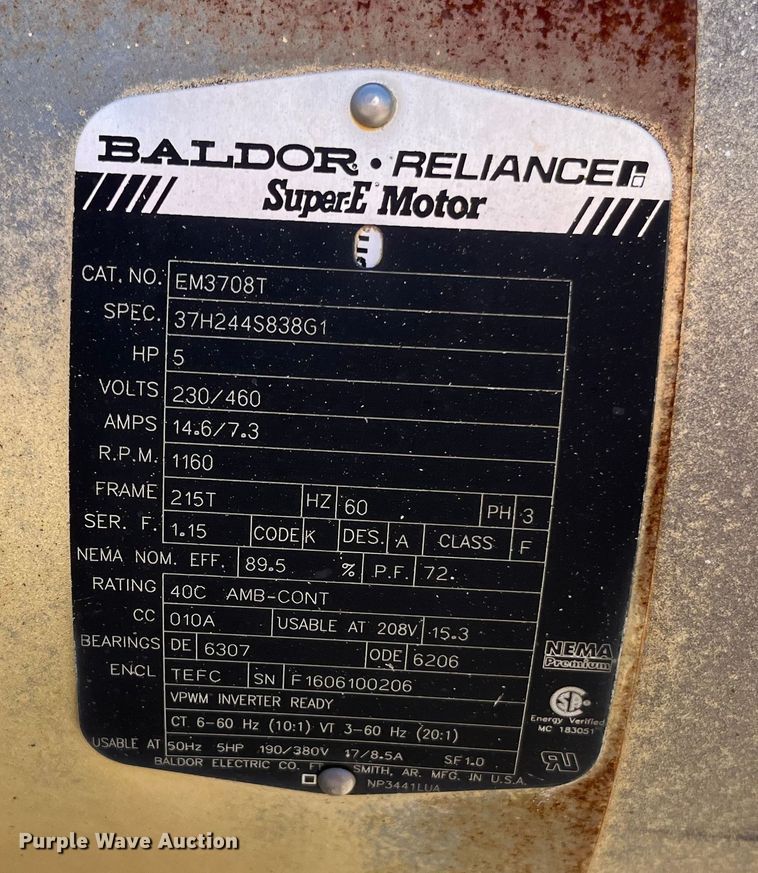 BALDOR • RELIANCE
Super-E Motor
CAT. NO. EM3708T
SPEC. 37H244S838G1
HP 5
VOLTS 230/460
AMPS 14.6/7.3
R.P.M. 1160
FRAME 215T HZ 60 PH 3
SER. F. 1.15 CODE K DES. A CLASS F
NEMA NOM. EFF. 89.5 % P.F. 72.
RATING 40C AMB-CONT
CC 010A USABLE AT 208V 15.3
BEARINGS DE 6307 ODE 6206
ENCL TEFC SN F1606100206
VPWM INVERTER READY
CT 6-60 Hz (10:1) VT 3-60 Hz (20:1)
USABLE AT 50Hz 5HP 190/380V 17/8.5A SF1.0
BALDOR ELECTRIC CO. FT SMITH, AR. MFG. IN U.S.A.
NP3441LUA
NEMA
Premium
Energy Verified
MC 183051
Purple Wave Auction